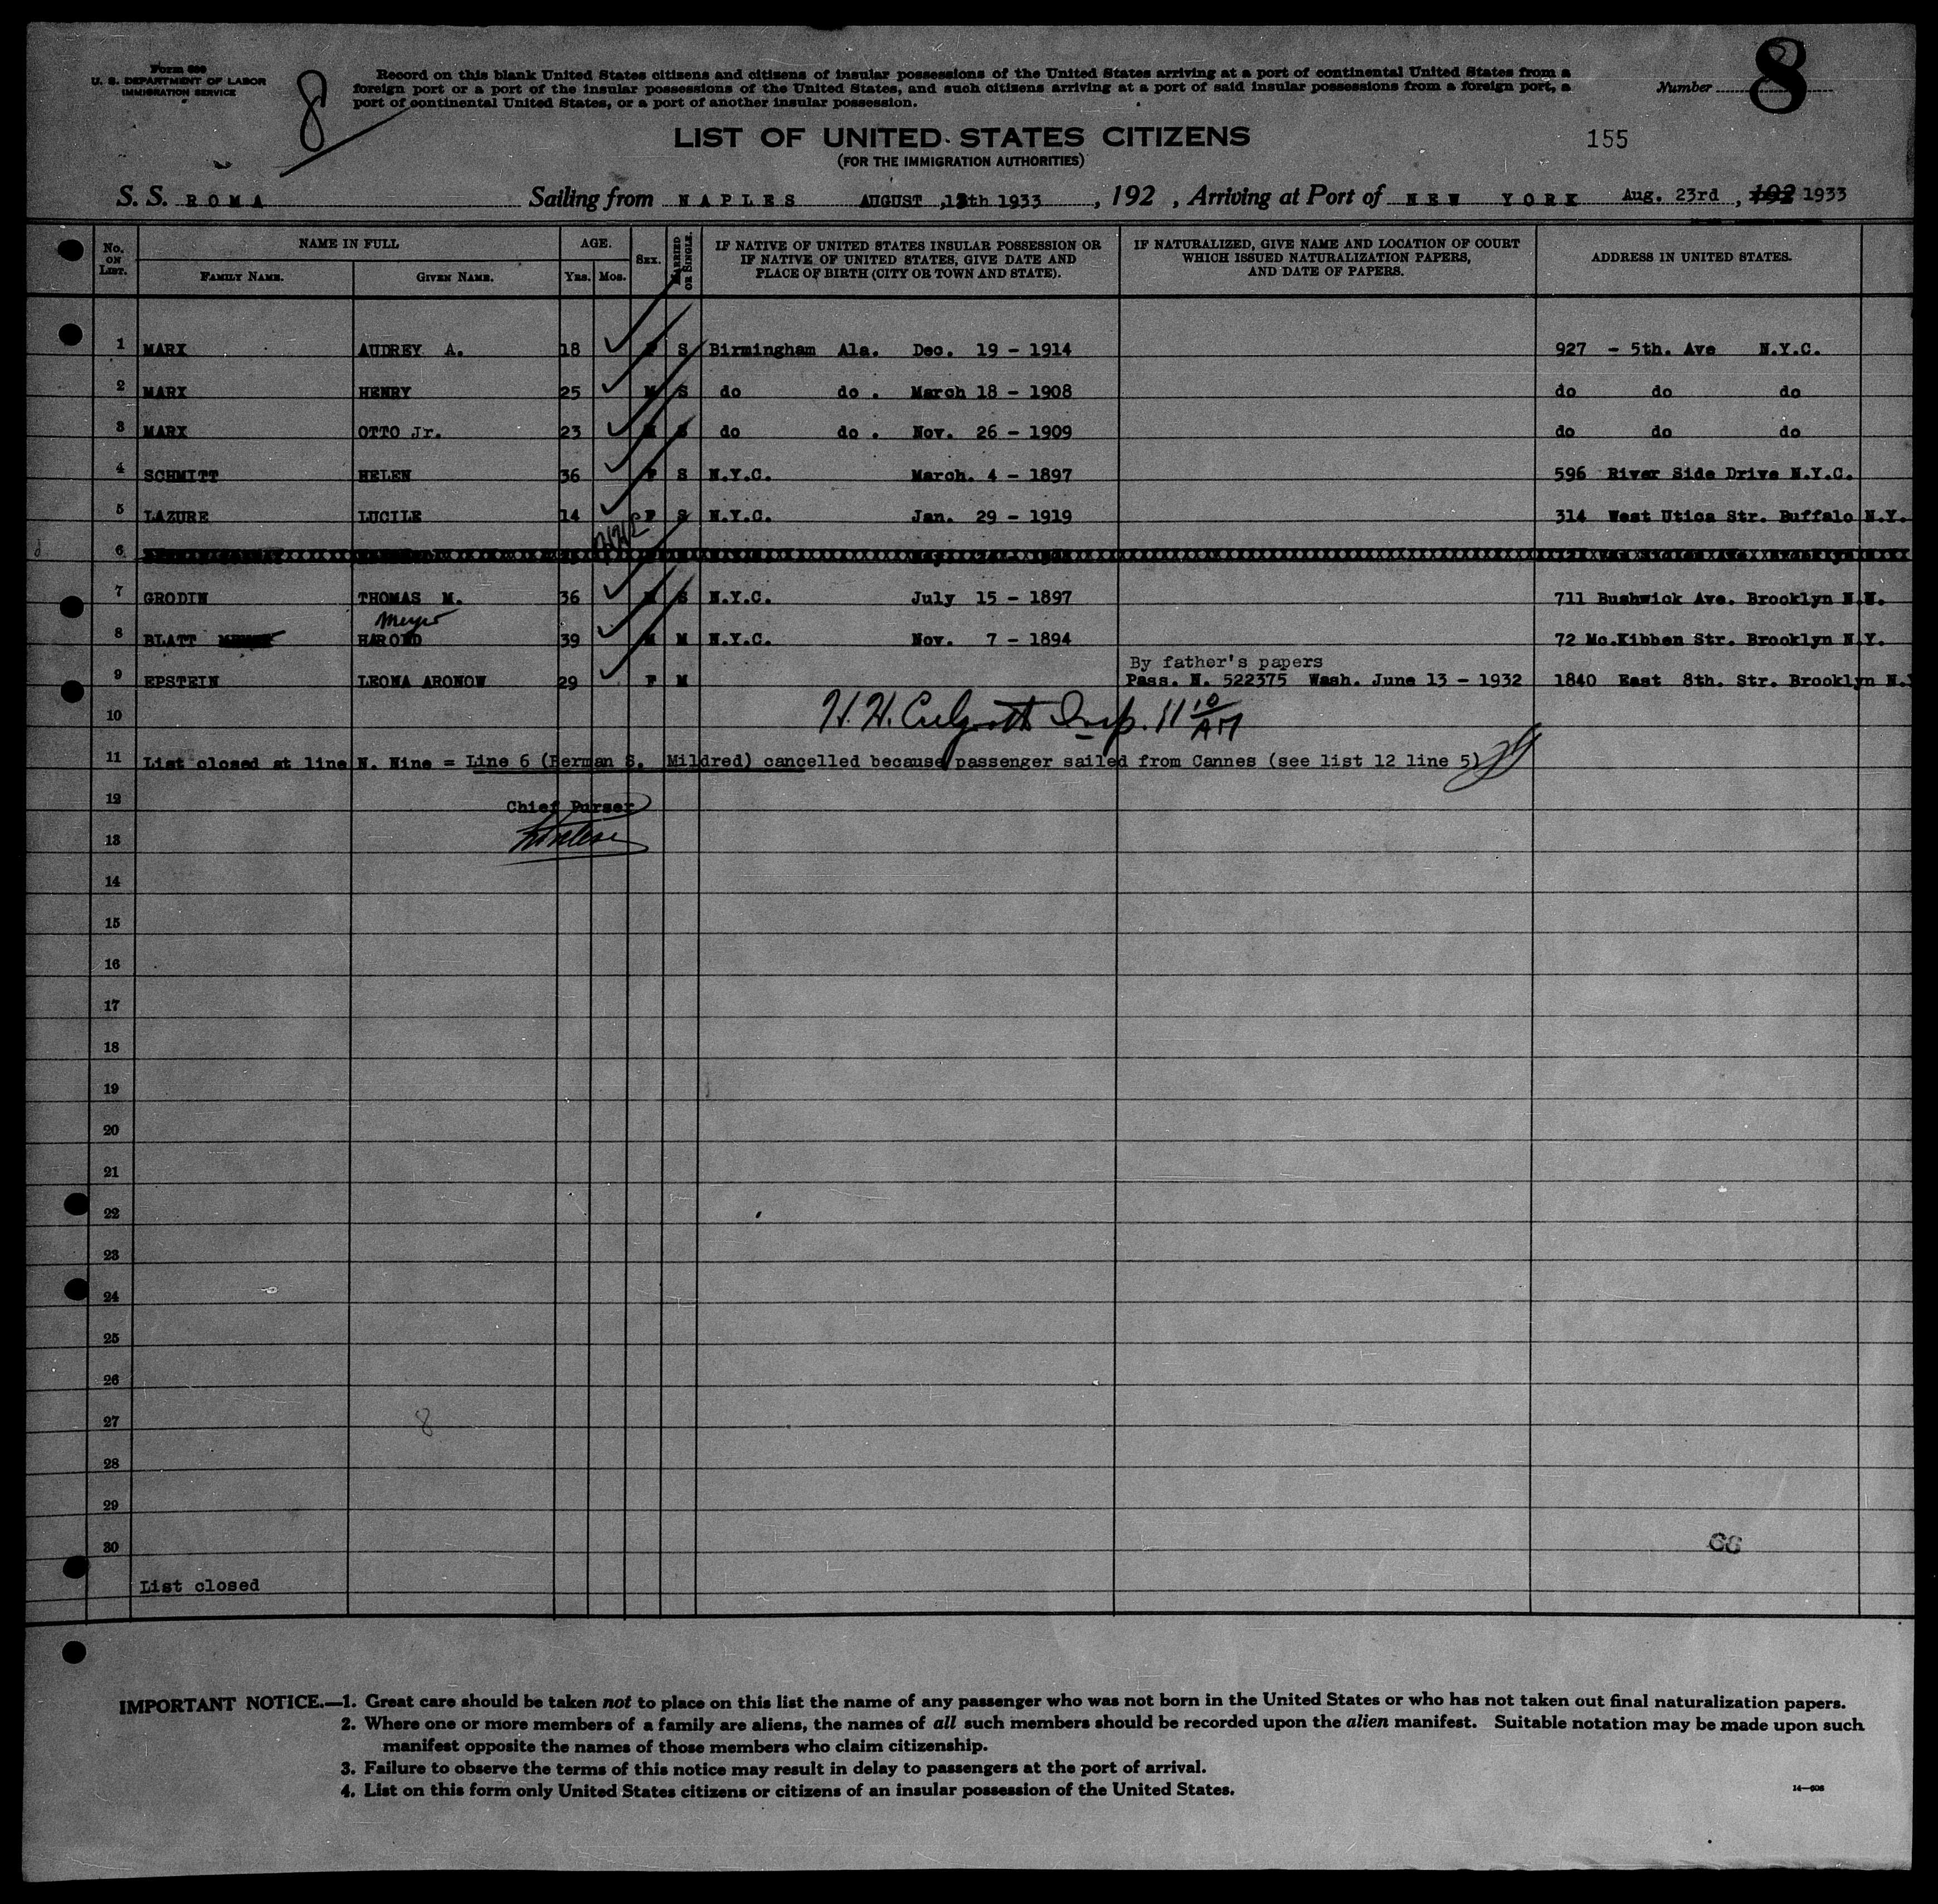 Form 630
U. S. DEPARTMENT OF LABOR
IMMIGRATION SERVICE
8
Record on this blank United States citizens and citizens of insular possessions of the United States arriving at a port of continental United States from a
foreign port or a port of the insular possessions of the United States, and such citizens arriving at a port of said insular possessions from a foreign port, a
port of continental United States, or a port of another insular possession.
Number 8
LIST OF UNITED STATES CITIZENS
(FOR THE IMMIGRATION AUTHORITIES)
155
S. S. ROMA Sailing from NAPLES AUGUST , th 1933 , 192 , Arriving at Port of NEW YORK Aug. 23rd , 192 1933
No. ON LIST. NAME IN FULL AGE. SEX. MARRIED OR SINGLE. IF NATIVE OF UNITED STATES INSULAR POSSESSION OR IF NATIVE OF UNITED STATES, GIVE DATE AND PLACE OF BIRTH (CITY OR TOWN AND STATE). IF NATURALIZED, GIVE NAME AND LOCATION OF COURT WHICH ISSUED NATURALIZATION PAPERS, AND DATE OF PAPERS. ADDRESS IN UNITED STATES.
FAMILY NAME. GIVEN NAME. YRS. MOS.
1 MARX AUDREY A. 18 F S Birmingham Ala. Dec. 19 - 1914 927 - 5th. Ave N.Y.C.
2 MARX HENRY 25 M S do do . March 18 - 1908 do do do
3 MARX OTTO Jr. 23 M S do do . Nov. 26 - 1909 do do do
4 SCHMITT HELEN 36 F S N.Y.C. March. 4 - 1897 596 River Side Drive N.Y.C.
5 LAZURE LUCILE 14 F S N.Y.C. Jan. 29 - 1919 314 West Utica Str. Buffalo N.Y.
6
7 GRODIN THOMAS M. 36 M S N.Y.C. July 15 - 1897 711 Bushwick Ave. Brooklyn N.Y.
Meyer
8 BLATT HAROLD 39 M M N.Y.C. Nov. 7 - 1894 72 Mc.Kibben Str. Brooklyn N.Y.
By father's papers
9 EPSTEIN LEONA ARONOW 29 F M Pass. N. 522375 Wash. June 13 - 1932 1840 East 8th. Str. Brooklyn N.Y
10 H. H. Insp. 11 10 AM
11 List closed at line N. Nine = Line 6 (Berman S. Mildred) cancelled because passenger sailed from Cannes (see list 12 line 5)
12 Chief Purser
13
14
15
16
17
18
19
20
21
22
23
24
25
26
27 8
28
29
30 66
List closed
IMPORTANT NOTICE.—1. Great care should be taken not to place on this list the name of any passenger who was not born in the United States or who has not taken out final naturalization papers.
2. Where one or more members of a family are aliens, the names of all such members should be recorded upon the alien manifest. Suitable notation may be made upon such
manifest opposite the names of those members who claim citizenship.
3. Failure to observe the terms of this notice may result in delay to passengers at the port of arrival.
4. List on this form only United States citizens or citizens of an insular possession of the United States.
14—608